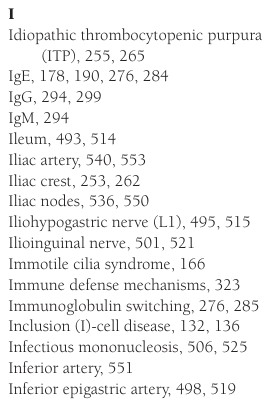 I
Idiopathic thrombocytopenic purpura
(ITP), 255, 265
IgE, 178, 190, 276, 284
IgG, 294, 299
IgM, 294
Ileum, 493, 514
Iliac artery, 540, 553
Iliac crest, 253, 262
Iliac nodes, 536, 550
Iliohypogastric nerve (L1), 495, 515
Ilioinguinal nerve, 501, 521
Immotile cilia syndrome, 166
Immune defense mechanisms, 323
Immunoglobulin switching, 276, 285
Inclusion (I)-cell disease, 132, 136
Infectious mononucleosis, 506, 525
Inferior artery, 551
Inferior epigastric artery, 498, 519